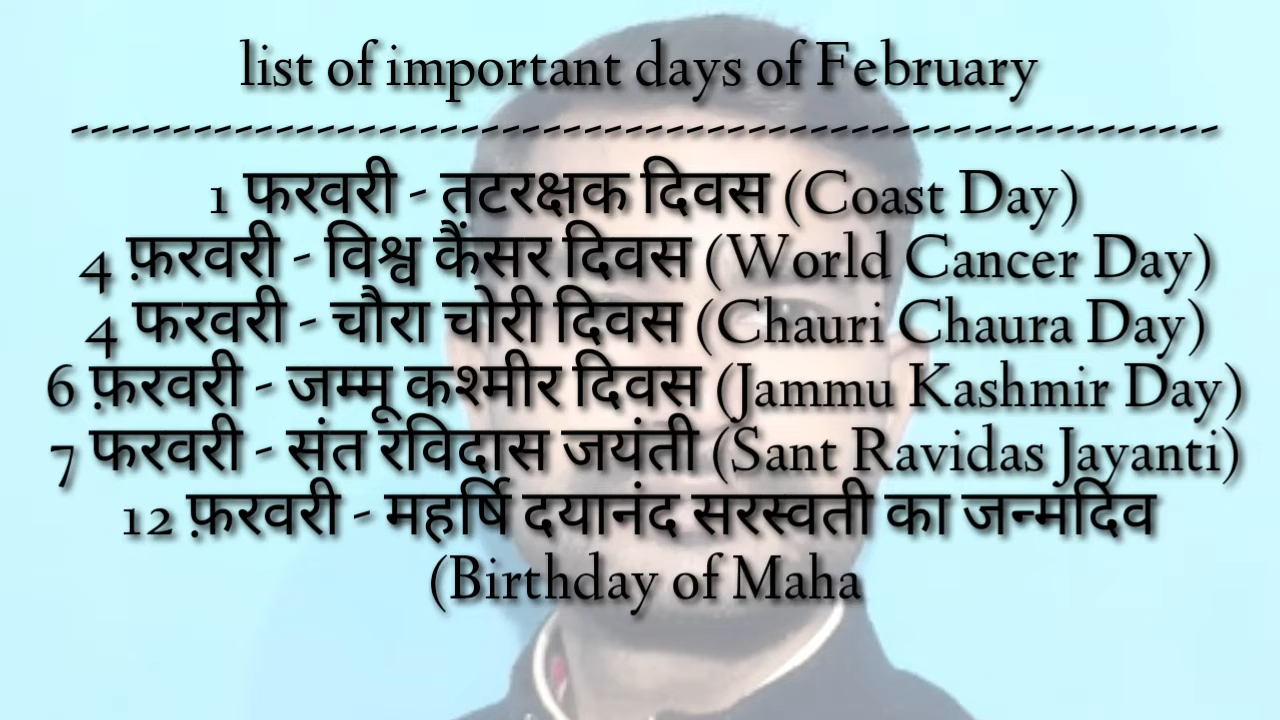 list of important days of February
---------------------------------------------------------
1 फरवरी - तटरक्षक दिवस (Coast Day)
4 फ़रवरी - विश्व कैंसर दिवस (World Cancer Day)
4 फरवरी - चौरा चोरी दिवस (Chauri Chaura Day)
6 फ़रवरी - जम्मू कश्मीर दिवस (Jammu Kashmir Day)
7 फरवरी - संत रविदास जयंती (Sant Ravidas Jayanti)
12 फ़रवरी - महर्षि दयानंद सरस्वती का जन्मदिव
(Birthday of Maha